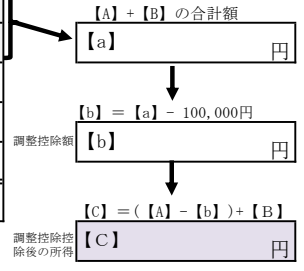 【A】+【B】の合計額
【a】
円
【b】=【a】- 100,000円
調整控除額
【b】
円
【C】=(【A】-【b】)+【B】
調整控除控
除後の所得
【C】
円